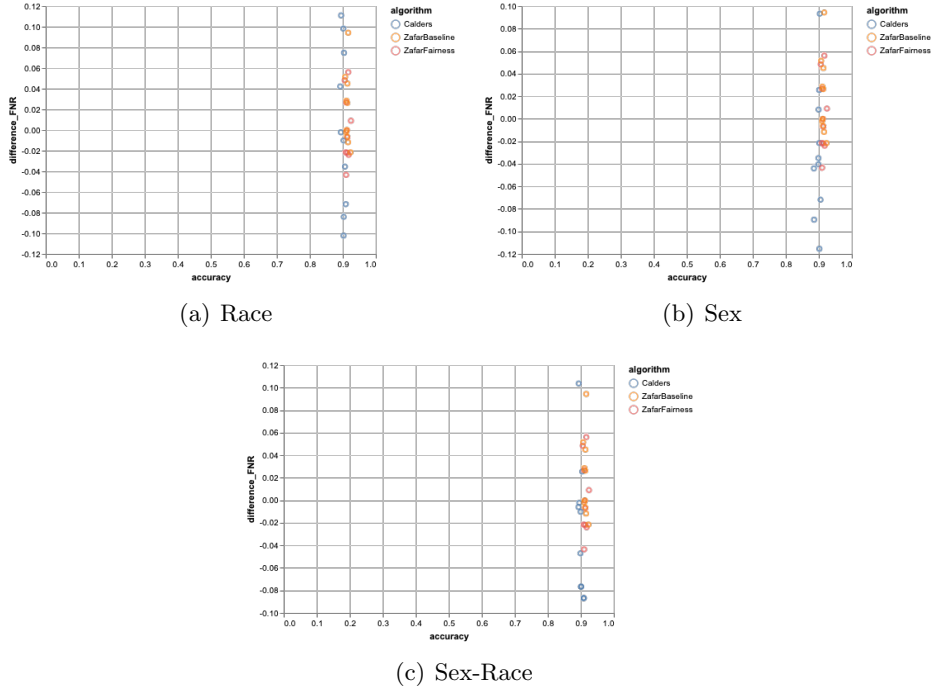 0.12
0.10
0.08
0.06
0.04
0.02
0.00
-0.02
-0.04
-0.06
-0.08
-0.10
-0.12
difference_FNR
0.0 0.1 0.2 0.3 0.4 0.5 0.6 0.7 0.8 0.9 1.0
accuracy
algorithm
Calders
ZafarBaseline
ZafarFairness
(a) Race
0.10
0.08
0.06
0.04
0.02
0.00
-0.02
-0.04
-0.06
-0.08
-0.10
-0.12
difference_FNR
0.0 0.1 0.2 0.3 0.4 0.5 0.6 0.7 0.8 0.9 1.0
accuracy
algorithm
Calders
ZafarBaseline
ZafarFairness
(b) Sex
0.12
0.10
0.08
0.06
0.04
0.02
0.00
-0.02
-0.04
-0.06
-0.08
-0.10
difference_FNR
0.0 0.1 0.2 0.3 0.4 0.5 0.6 0.7 0.8 0.9 1.0
accuracy
algorithm
Calders
ZafarBaseline
ZafarFairness
(c) Sex-Race